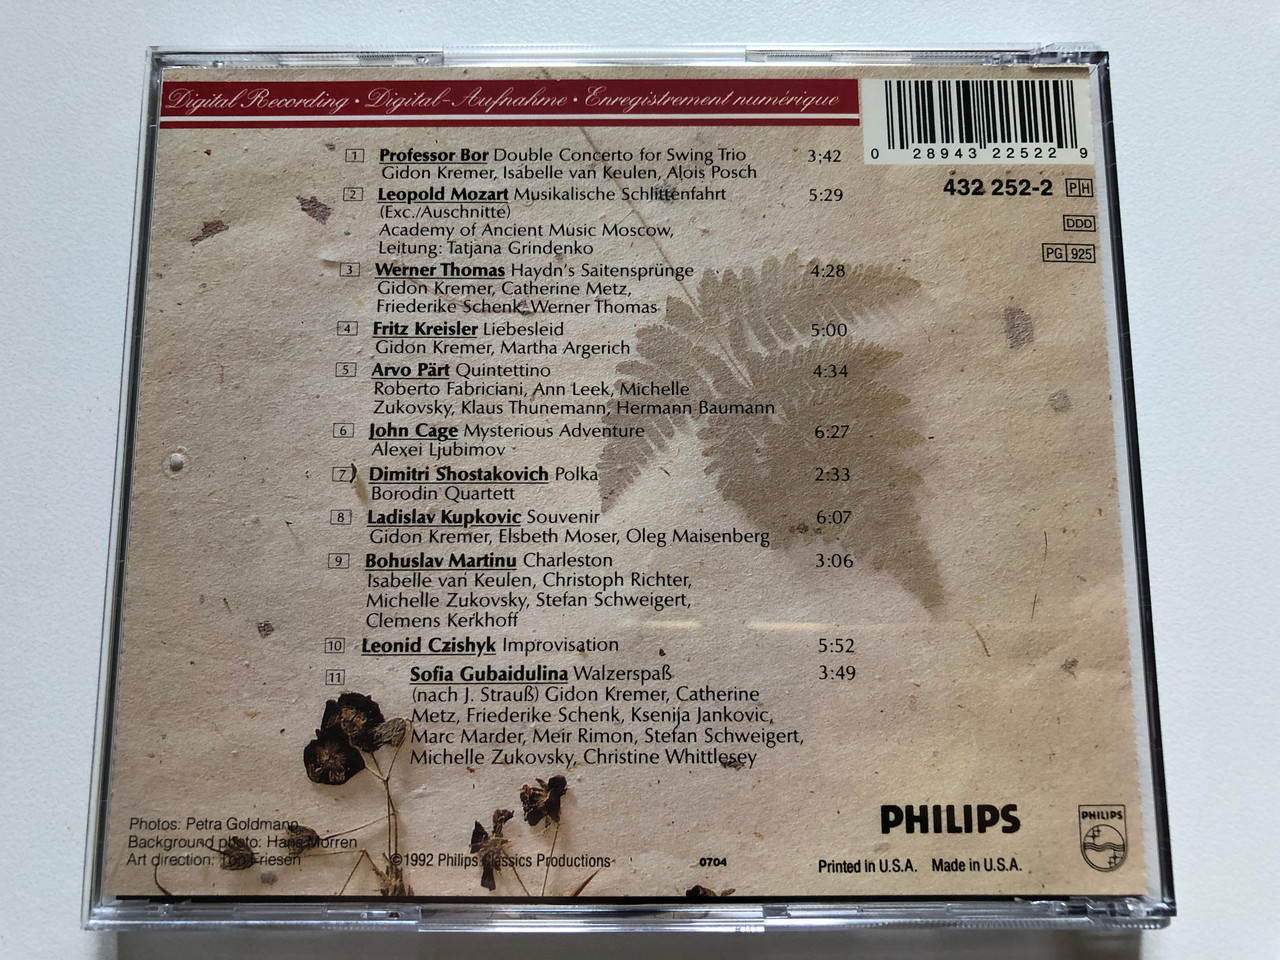 Digital Recording · Digital-Aufnahme · Enregistrement numérique
0 28943 22522 9
432 252-2 PH
DDD
PG 925
1 Professor Bor Double Concerto for Swing Trio 3:42
Gidon Kremer, Isabelle van Keulen, Alois Posch
2 Leopold Mozart Musikalische Schlittenfahrt 5:29
(Exc./Auschnitte)
Academy of Ancient Music Moscow,
Leitung: Tatjana Grindenko
3 Werner Thomas Haydn's Saitensprünge 4:28
Gidon Kremer, Catherine Metz,
Friederike Schenk, Werner Thomas
4 Fritz Kreisler Liebesleid 5:00
Gidon Kremer, Martha Argerich
5 Arvo Pärt Quintettino 4:34
Roberto Fabriciani, Ann Leek, Michelle
Zukovsky, Klaus Thunemann, Hermann Baumann
6 John Cage Mysterious Adventure 6:27
Alexei Ljubimov
7 Dimitri Shostakovich Polka 2:33
Borodin Quartett
8 Ladislav Kupkovic Souvenir 6:07
Gidon Kremer, Elsbeth Moser, Oleg Maisenberg
9 Bohuslav Martinu Charleston 3:06
Isabelle van Keulen, Christoph Richter,
Michelle Zukovsky, Stefan Schweigert,
Clemens Kerkhoff
10 Leonid Czishyk Improvisation 5:52
11 Sofia Gubaidulina Walzerspaß 3:49
(nach J. Strauß) Gidon Kremer, Catherine
Metz, Friederike Schenk, Ksenija Jankovic,
Marc Marder, Meir Rimon, Stefan Schweigert,
Michelle Zukovsky, Christine Whittlesey
Photos: Petra Goldmann
Background photo: Hans Morren
Art direction: Ton Friesen
©1992 Philips Classics Productions
0704
PHILIPS
PHILIPS
Printed in U.S.A. Made in U.S.A.